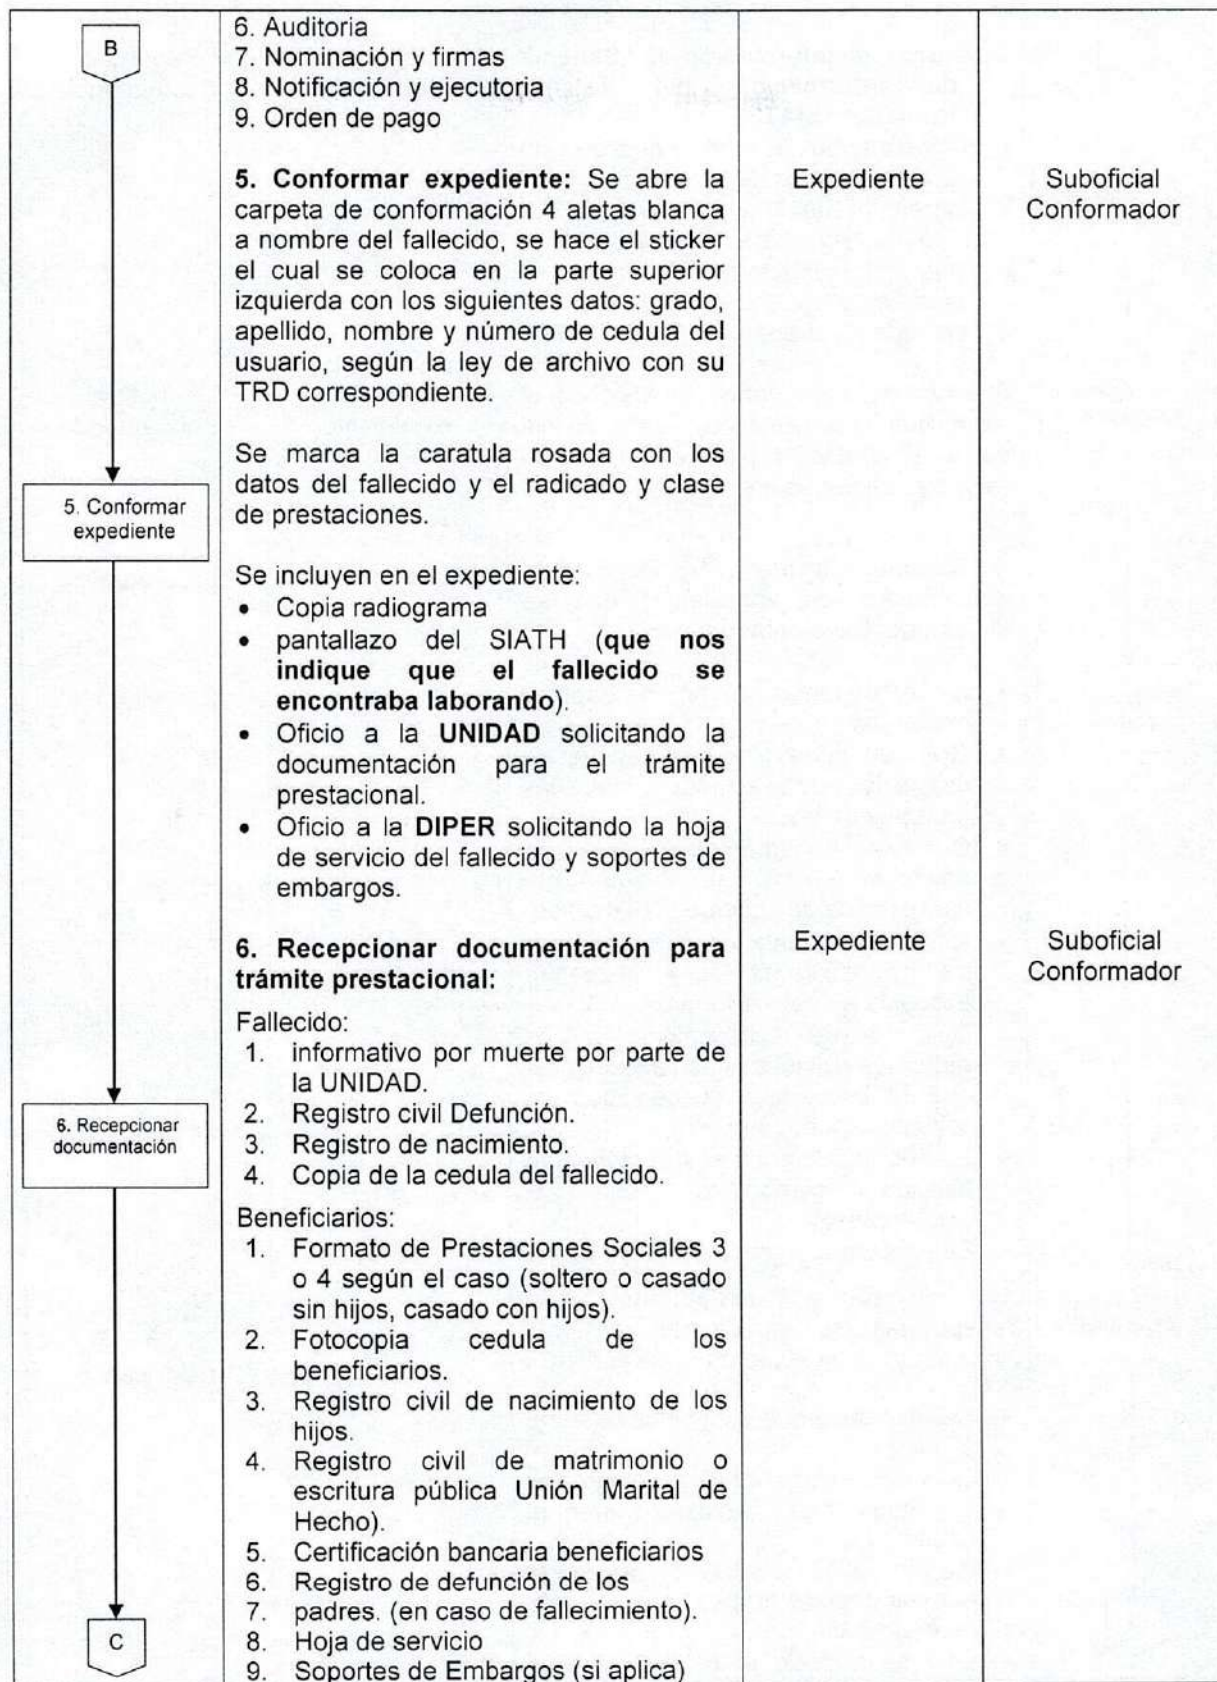 B
6. Auditoria
7. Nominación y firmas
8. Notificación y ejecutoria
9. Orden de pago
5. Conformar expediente: Se abre la
carpeta de conformación 4 aletas blanca
a nombre del fallecido, se hace el sticker
el cual se coloca en la parte superior
izquierda con los siguientes datos: grado,
apellido, nombre y número de cedula del
usuario, según la ley de archivo con su
TRD correspondiente.
Expediente
Suboficial
Conformador
Se marca la caratula rosada con los
datos del fallecido y el radicado y clase
de prestaciones.
5. Conformar
expediente
Se incluyen en el expediente:
• Copia radiograma
• pantallazo del SIATH (que nos
indique que el fallecido se
encontraba laborando).
• Oficio a la UNIDAD solicitando la
documentación para el trámite
prestacional.
• Oficio a la DIPER solicitando la hoja
de servicio del fallecido y soportes de
embargos.
6. Recepcionar documentación para
trámite prestacional:
Expediente
Suboficial
Conformador
Fallecido:
1. informativo por muerte por parte de
la UNIDAD.
2. Registro civil Defunción.
3. Registro de nacimiento.
4. Copia de la cedula del fallecido.
6. Recepcionar
documentación
Beneficiarios:
1. Formato de Prestaciones Sociales 3
o 4 según el caso (soltero o casado
sin hijos, casado con hijos).
2. Fotocopia cedula de los
beneficiarios.
3. Registro civil de nacimiento de los
hijos.
4. Registro civil de matrimonio o
escritura pública Unión Marital de
Hecho).
5. Certificación bancaria beneficiarios
6. Registro de defunción de los
7. padres. (en caso de fallecimiento).
8. Hoja de servicio
9. Soportes de Embargos (si aplica)
C